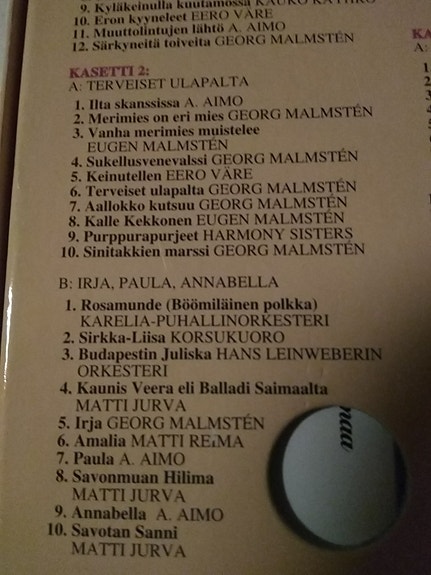 9. Kyläkeinulla kuutamossa KAUKO KÄYHKÖ
10. Eron kyyneleet EERO VÄRE
11. Muuttolintujen lähtö A. AIMO
12. Särkyneitä toiveita GEORG MALMSTÉN
KASETTI 2:
A: TERVEISET ULAPALTA
1. Ilta skanssissa A. AIMO
2. Merimies on eri mies GEORG MALMSTÉN
3. Vanha merimies muistelee
EUGEN MALMSTÉN
4. Sukellusvenevalssi GEORG MALMSTÉN
5. Keinutellen EERO VÄRE
6. Terveiset ulapalta GEORG MALMSTÉN
7. Aallokko kutsuu GEORG MALMSTÉN
8. Kalle Kekkonen EUGEN MALMSTÉN
9. Purppurapurjeet HARMONY SISTERS
10. Sinitakkien marssi GEORG MALMSTÉN
B: IRJA, PAULA, ANNABELLA
1. Rosamunde (Böömiläinen polkka)
KARELIA-PUHALLINORKESTERI
2. Sirkka-Liisa KORSUKUORO
3. Budapestin Juliska HANS LEINWEBERIN
ORKESTERI
4. Kaunis Veera eli Balladi Saimaalta
MATTI JURVA
5. Irja GEORG MALMSTÉN
6. Amalia MATTI REIMA
7. Paula A. AIMO
8. Savonmuan Hilima
MATTI JURVA
9. Annabella A. AIMO
10. Savotan Sanni
MATTI JURVA